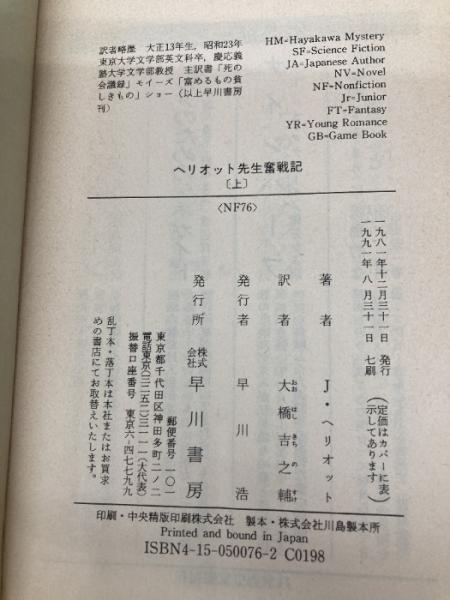 訳者略歴 大正13年生，昭和23年
東京大学文学部英文科卒，慶応義
塾大学文学部教授 主訳書「死の
会議録」モイーズ「富めるもの貧
しきもの」ショー（以上早川書房
刊）
HM=Hayakawa Mystery
SF=Science Fiction
JA=Japanese Author
NV=Novel
NF=Nonfiction
Jr=Junior
FT=Fantasy
YR=Young Romance
GB=Game Book
ヘリオット先生奮戦記
〔上〕
〈NF76〉
一九八一年十二月三十一日 発行
一九九一年 八月三十一日 七刷
（定価はカバーに表
示してあります）
著者 J・ヘリオット
訳者 大橋吉之輔
おお はし きち の すけ
発行者 早川 浩
発行所 株式会社 早川書房
郵便番号 一〇一
東京都千代田区神田多町二ノ二
電話東京（三二五二）三一一一（大代表）
振替口座番号 東京六-四七七九九
乱丁本・落丁本は本社またはお買求
めの書店にてお取替えいたします。
印刷・中央精版印刷株式会社 製本・株式会社川島製本所
Printed and bound in Japan
ISBN4-15-050076-2 C0198